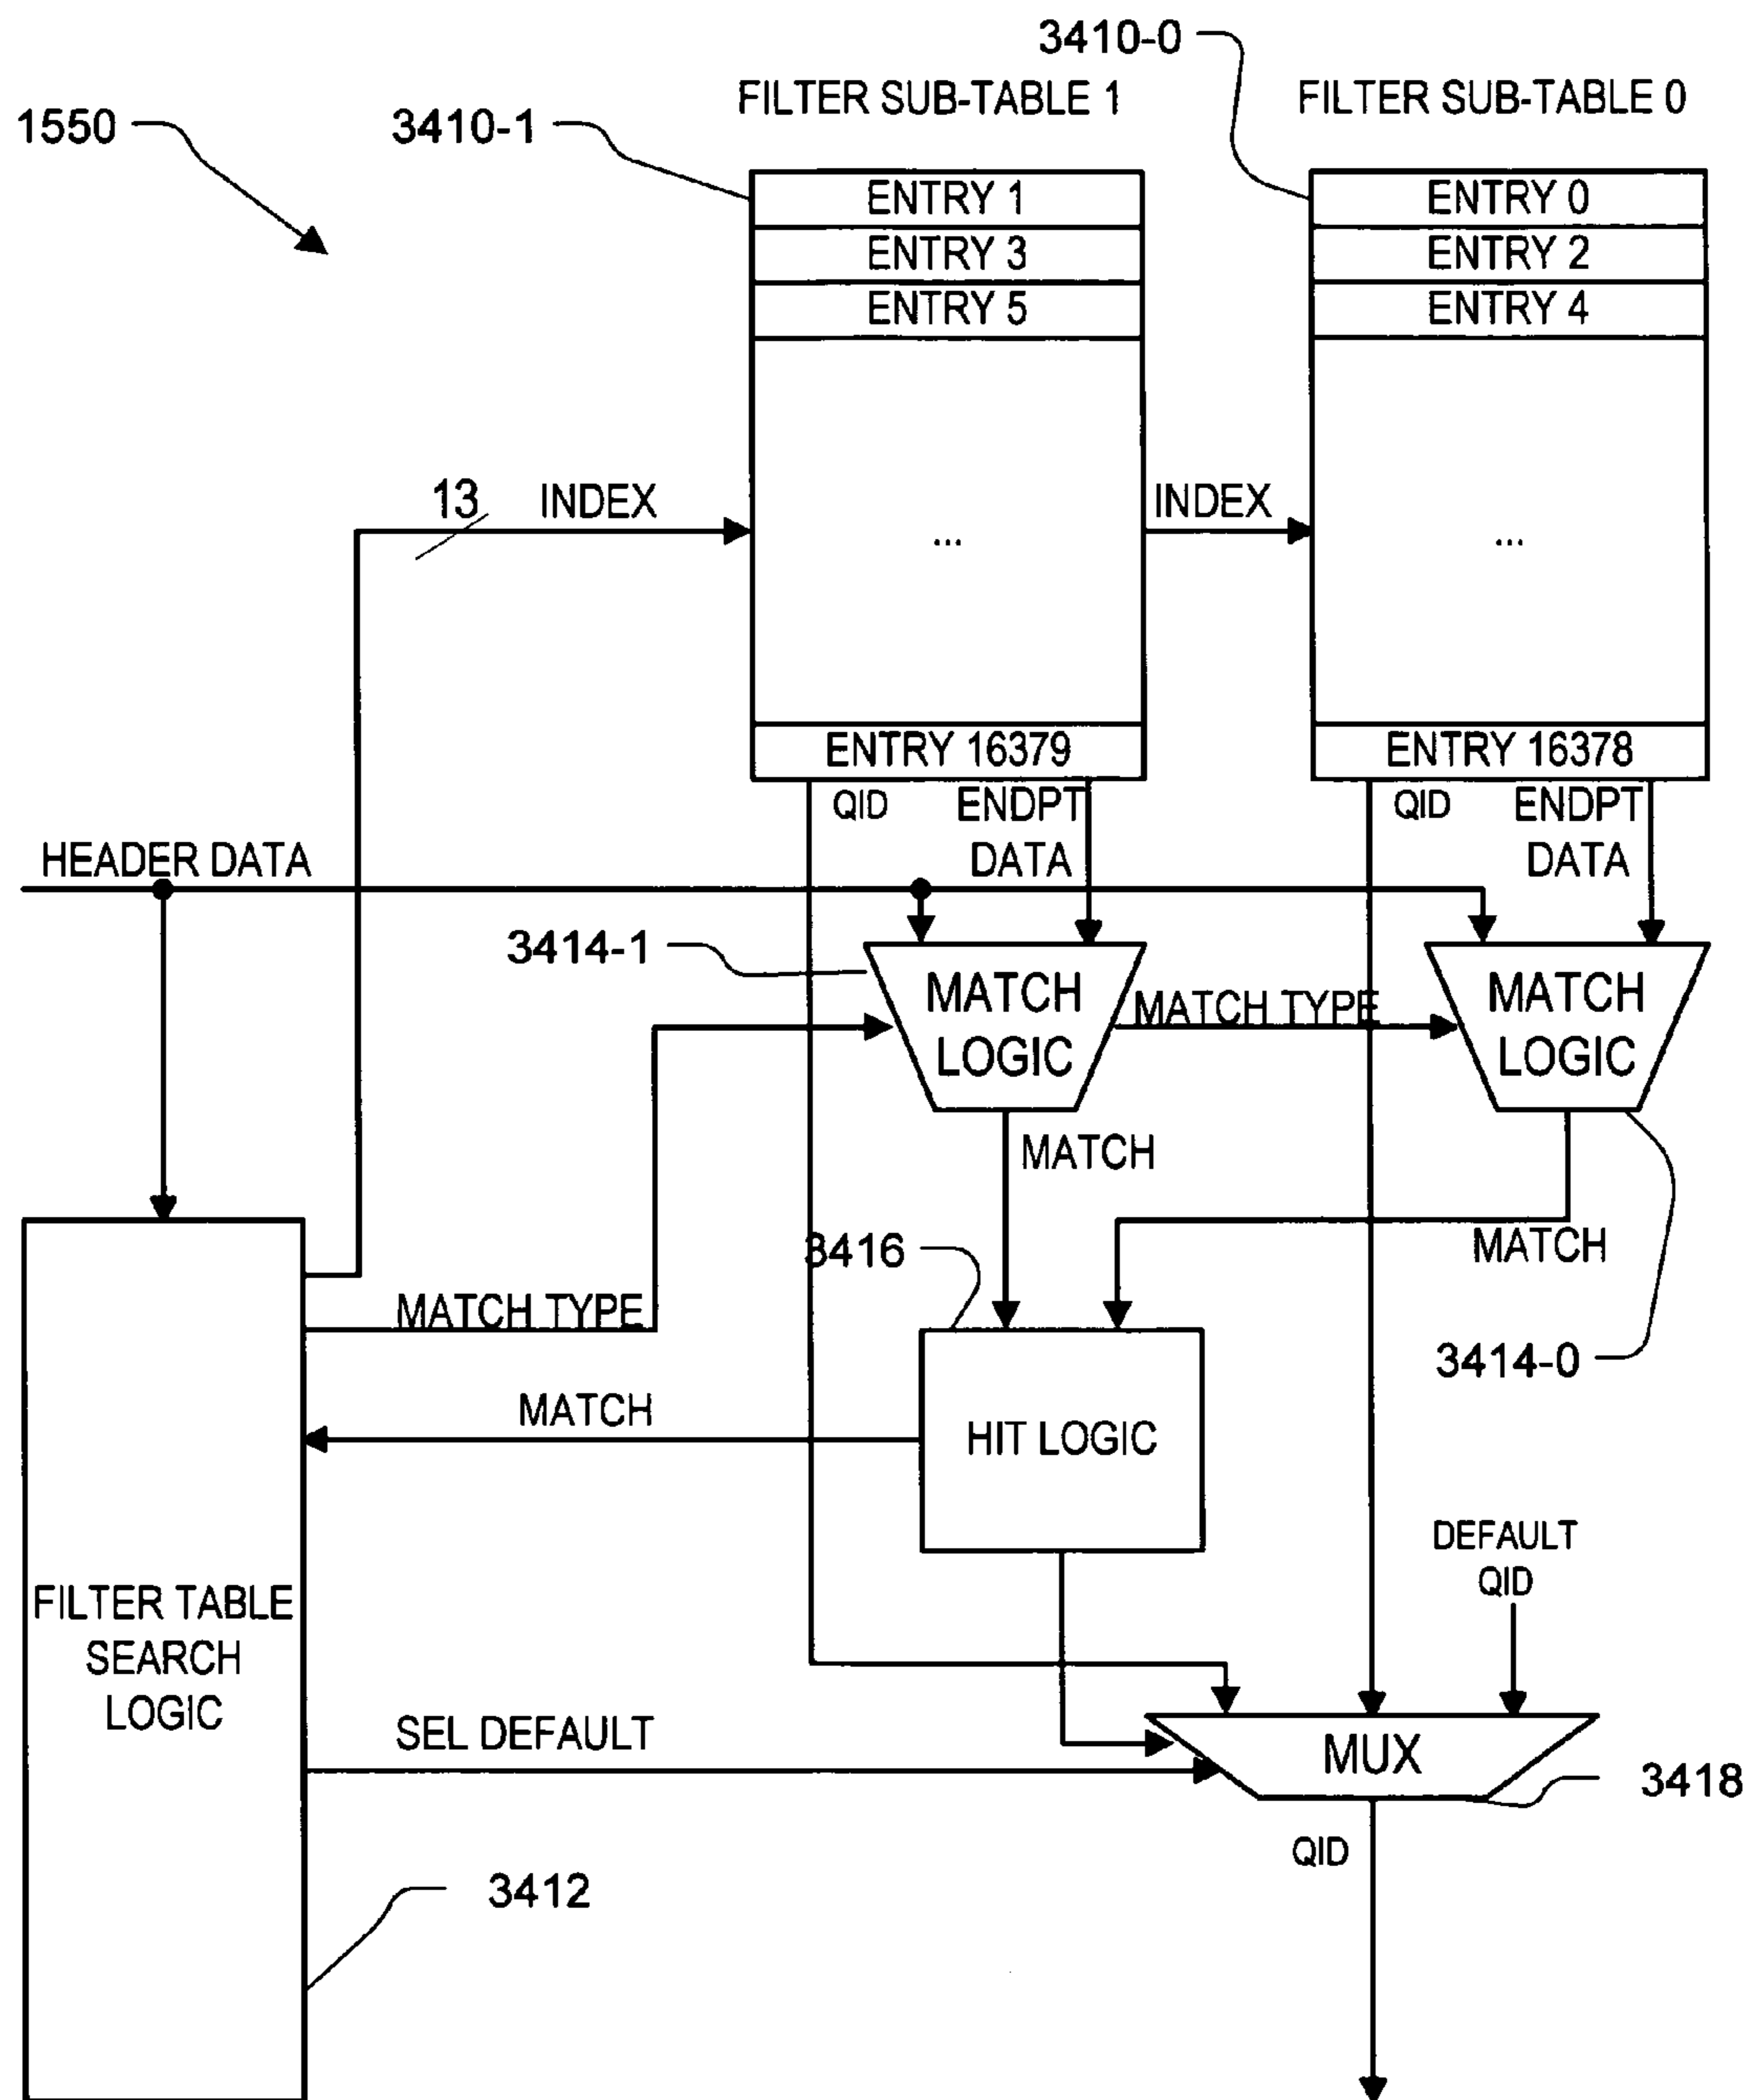 3410-0
FILTER SUB-TABLE 1
FILTER SUB-TABLE 0
1550
3410-1
ENTRY 1
ENTRY 0
ENTRY 3
ENTRY 2
ENTRY 5
ENTRY 4
13
INDEX
INDEX
...
...
ENTRY 16379
ENTRY 16378
QID
ENDPT
DATA
QID
ENDPT
DATA
HEADER DATA
3414-1
MATCH
LOGIC
MATCH TYPE
MATCH
LOGIC
MATCH
3416
MATCH
MATCH TYPE
3414-0
MATCH
HIT LOGIC
DEFAULT
QID
FILTER TABLE
SEARCH
LOGIC
SEL DEFAULT
MUX
3418
QID
3412